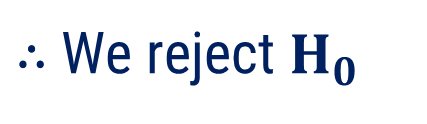 ∴ We reject H₀